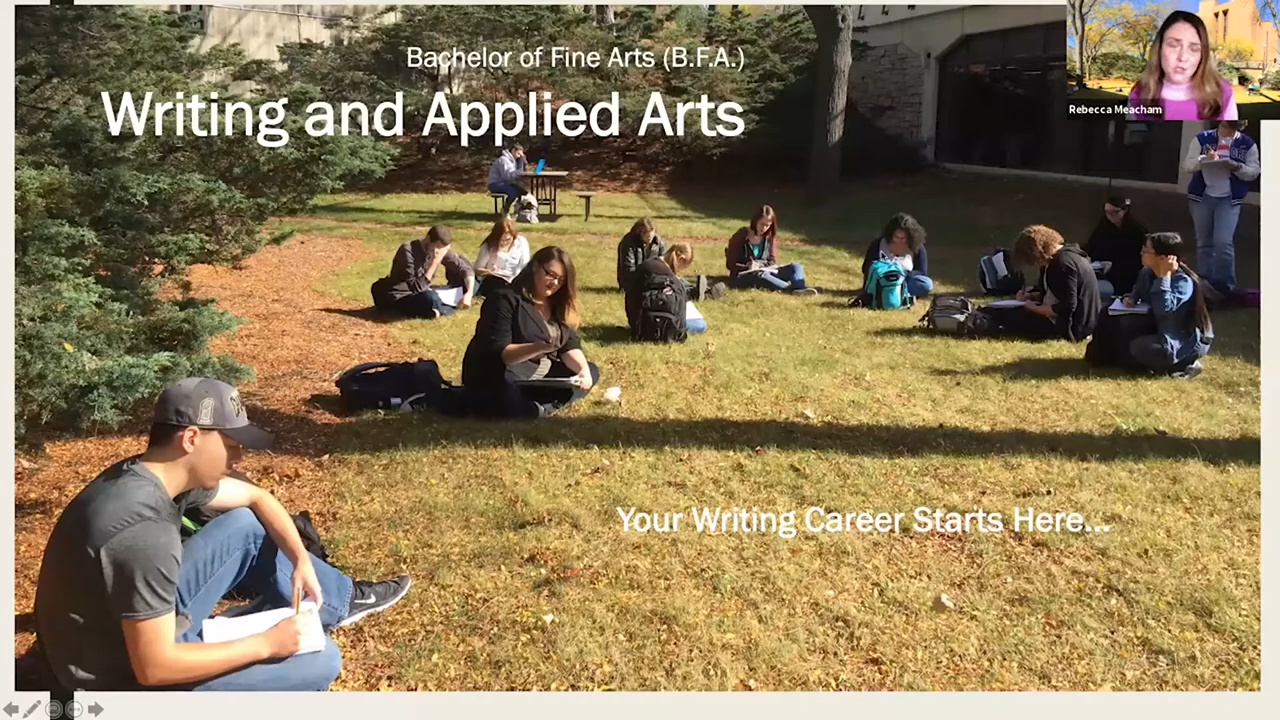 Bachelor of Fine Arts (B.F.A.)
Writing and Applied Arts
Rebecca Meacham
Your Writing Career Starts Here...